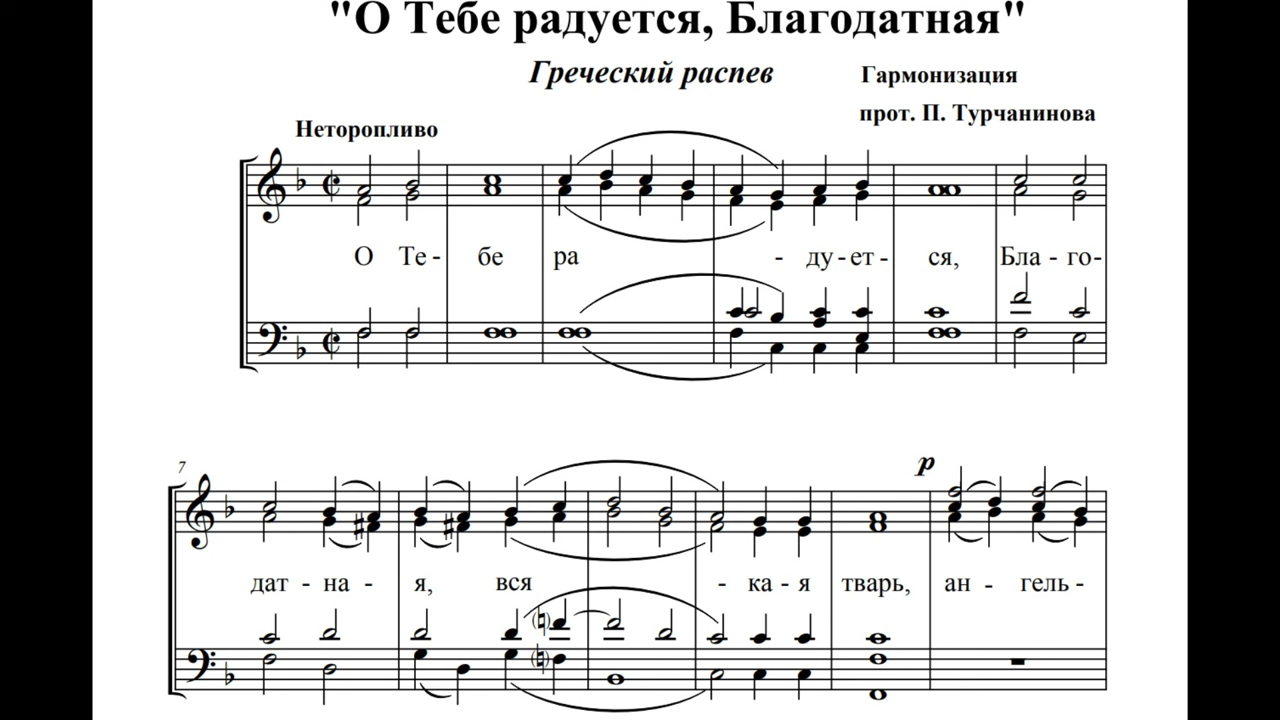 "О Тебе радуется, Благодатная"
Греческий распев
Гармонизация
прот. П. Турчанинова
Неторопливо
О Те- бе ра - ду-ет- ся, Бла - го-
7
p
дат - на - я, вся - ка - я тварь, ан - гель-